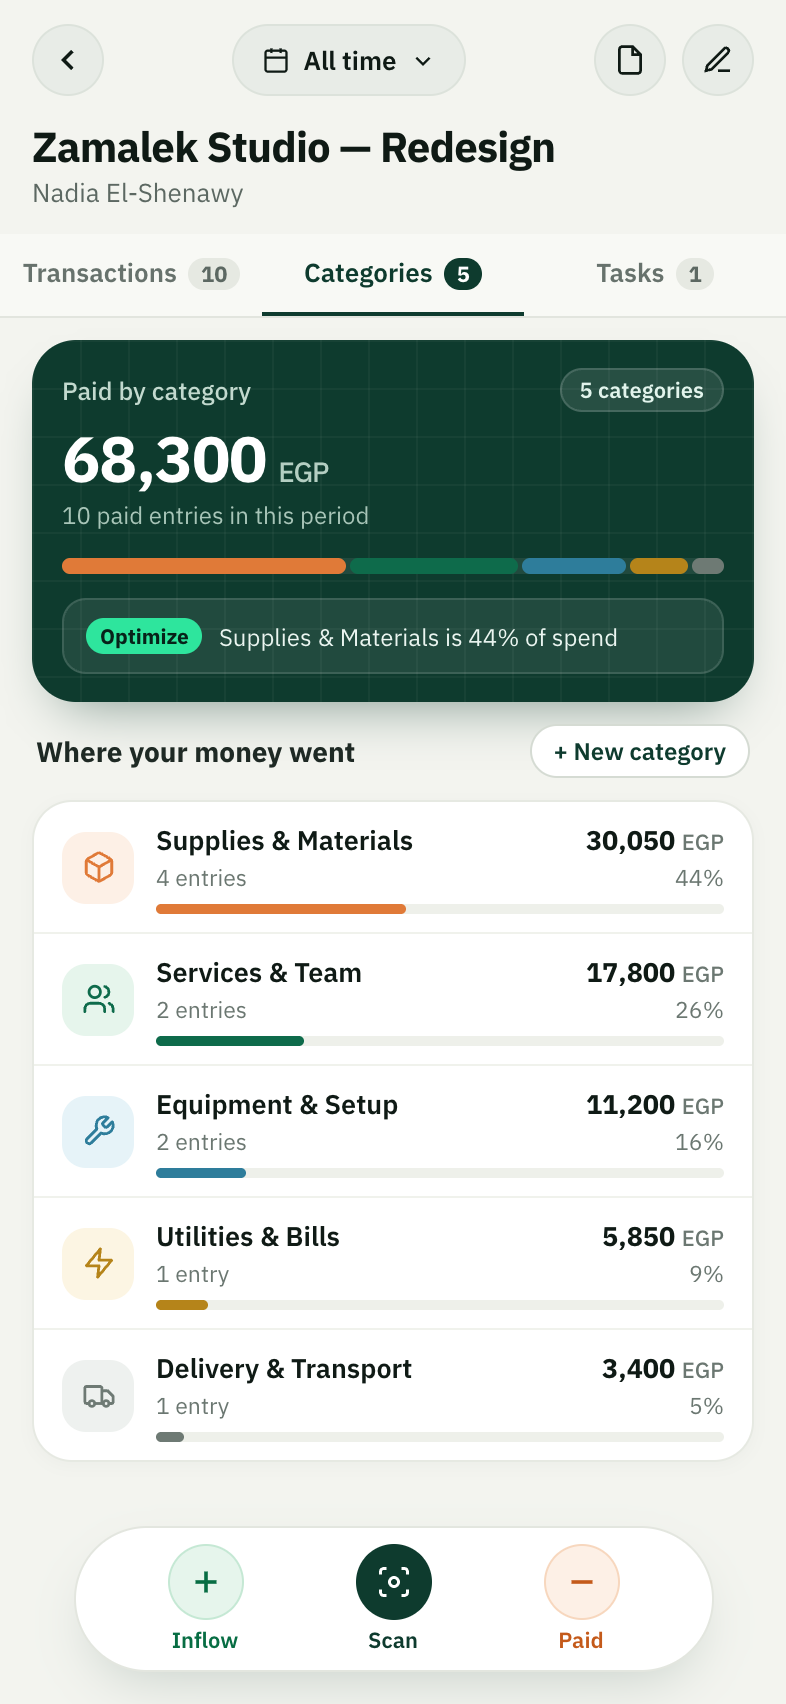 All time
Zamalek Studio — Redesign
Nadia El-Shenawy
Transactions 10
Categories 5
Tasks 1
Paid by category
5 categories
68,300 EGP
10 paid entries in this period
Optimize Supplies & Materials is 44% of spend
Where your money went
+ New category
Supplies & Materials 30,050 EGP
4 entries 44%
Services & Team 17,800 EGP
2 entries 26%
Equipment & Setup 11,200 EGP
2 entries 16%
Utilities & Bills 5,850 EGP
1 entry 9%
Delivery & Transport 3,400 EGP
1 entry 5%
Inflow
Scan
Paid